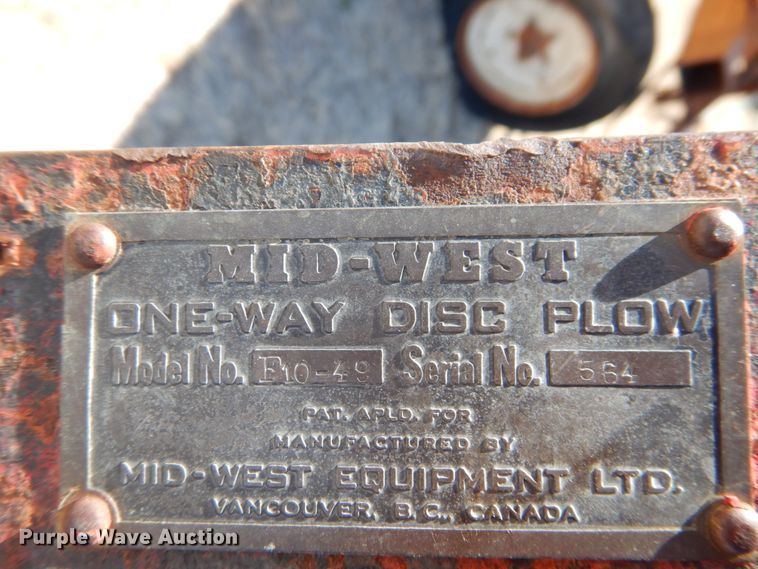 MID-WEST
ONE-WAY DISC PLOW
Model No. F10-49 Serial No. 564
PAT. APLD. FOR
MANUFACTURED BY
MID-WEST EQUIPMENT LTD.
VANCOUVER, B.C., CANADA
Purple Wave Auction